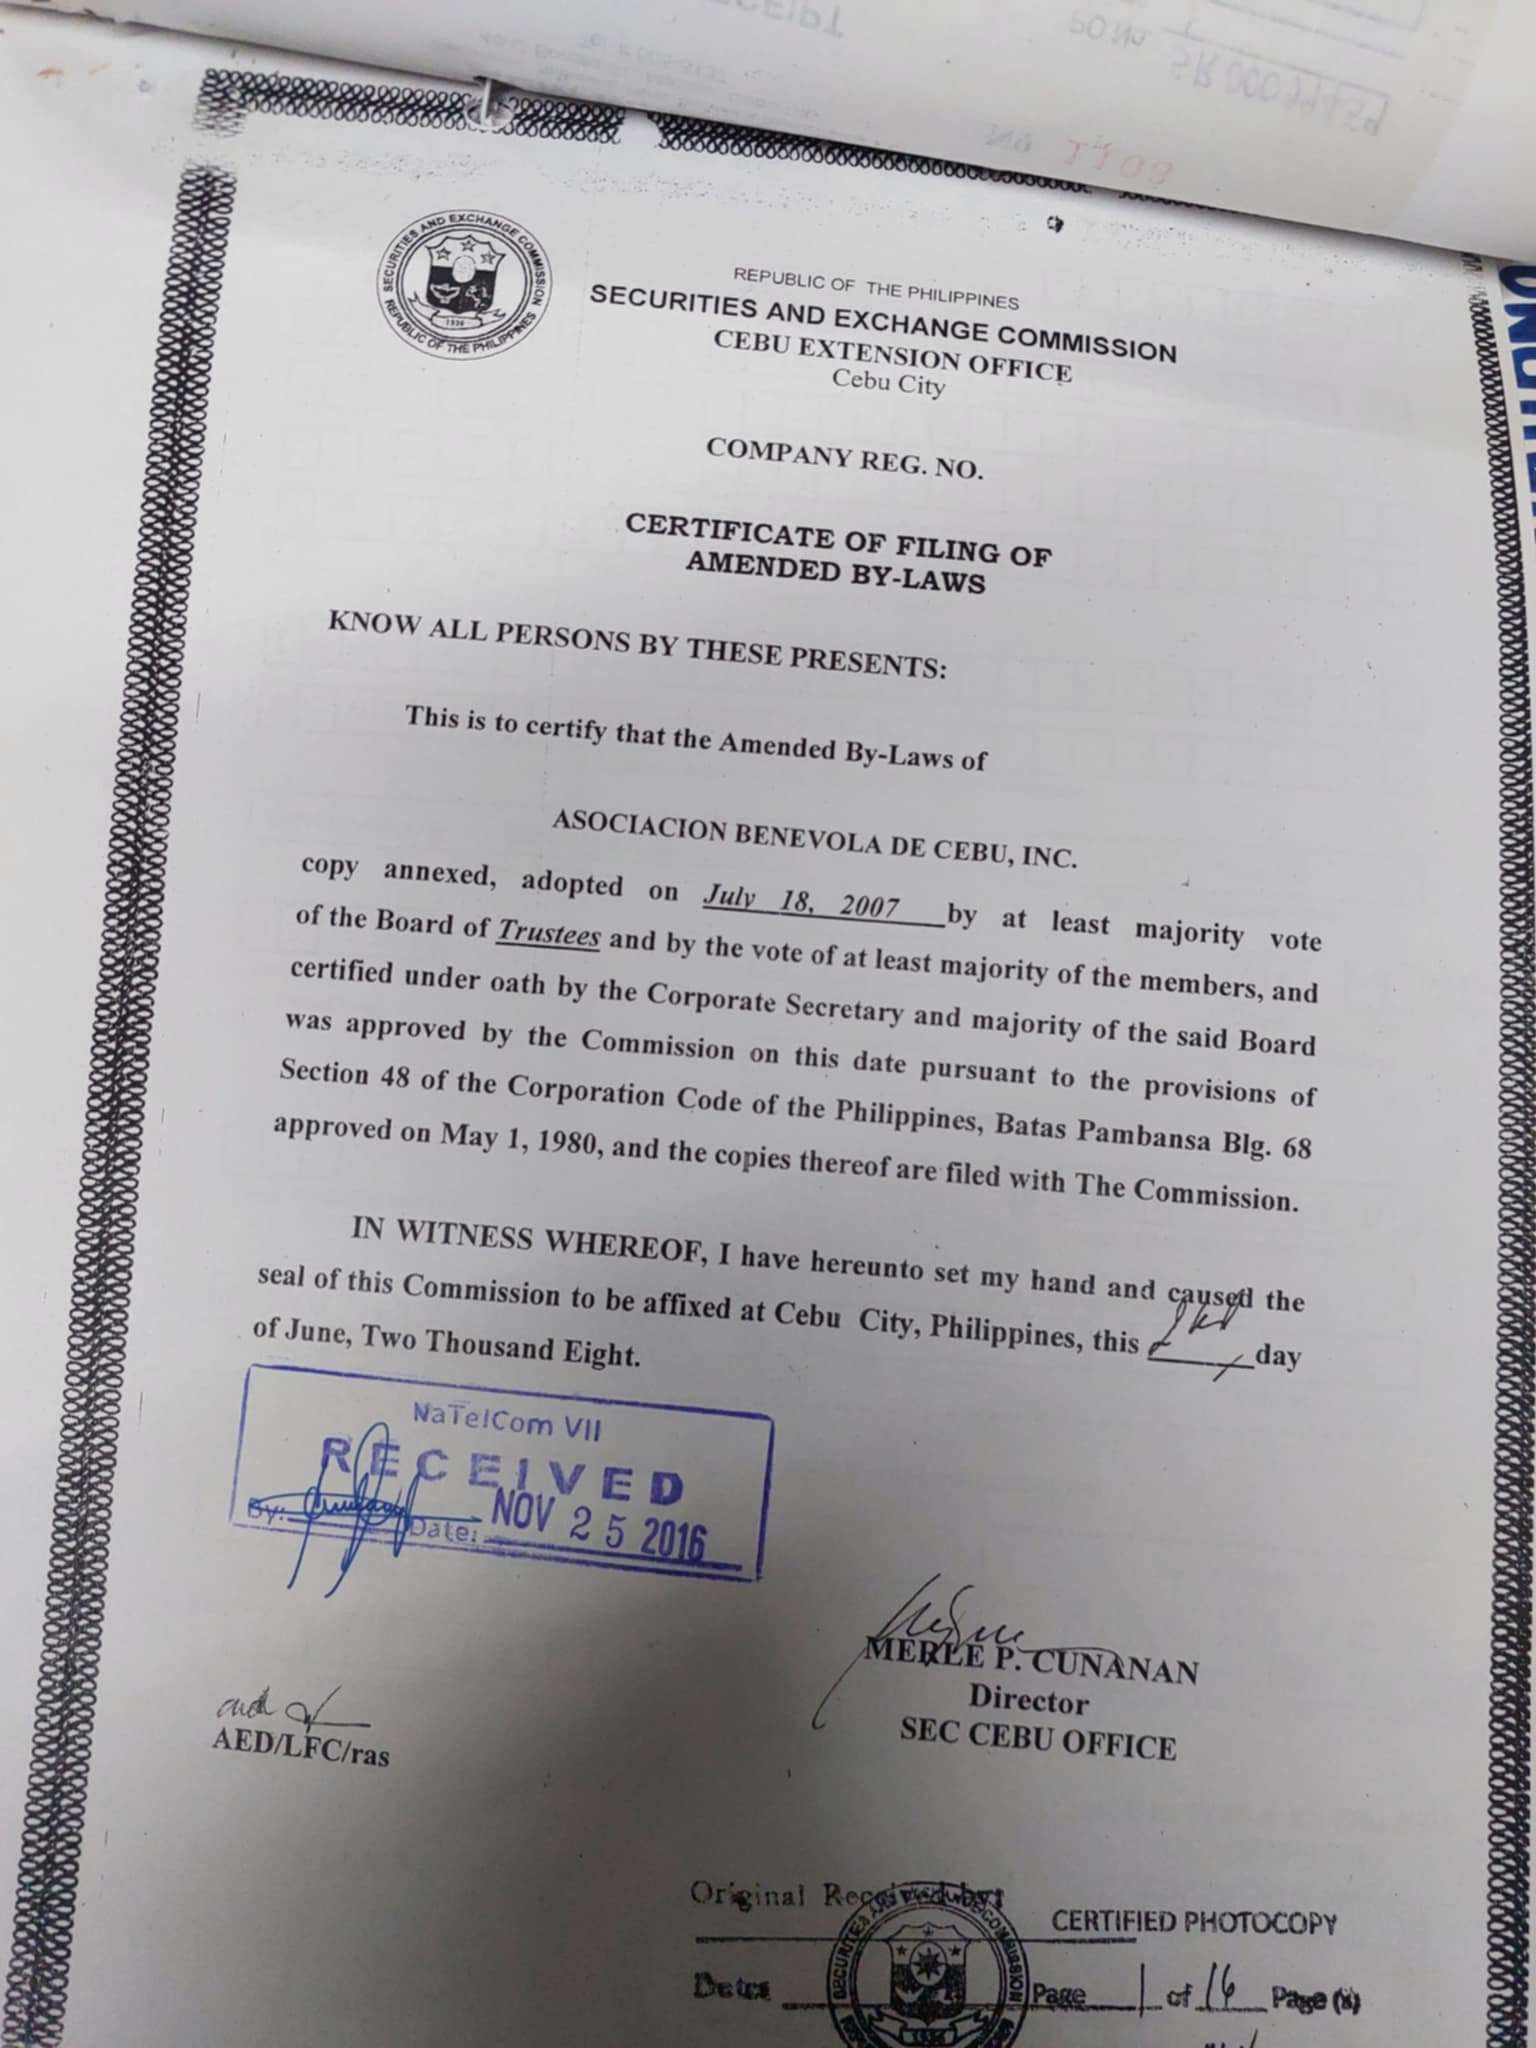 SECURITIES AND EXCHANGE COMMISSION
REPUBLIC OF THE PHILIPPINES
1936
REPUBLIC OF THE PHILIPPINES
SECURITIES AND EXCHANGE COMMISSION
CEBU EXTENSION OFFICE
Cebu City
COMPANY REG. NO.
CERTIFICATE OF FILING OF
AMENDED BY-LAWS
KNOW ALL PERSONS BY THESE PRESENTS:
This is to certify that the Amended By-Laws of
ASOCIACION BENEVOLA DE CEBU, INC.
copy annexed, adopted on July 18, 2007 by at least majority vote
of the Board of Trustees and by the vote of at least majority of the members, and
certified under oath by the Corporate Secretary and majority of the said Board
was approved by the Commission on this date pursuant to the provisions of
Section 48 of the Corporation Code of the Philippines, Batas Pambansa Blg. 68
approved on May 1, 1980, and the copies thereof are filed with The Commission.
IN WITNESS WHEREOF, I have hereunto set my hand and caused the
seal of this Commission to be affixed at Cebu City, Philippines, this day
of June, Two Thousand Eight.
NaTelCom VII
RECEIVED
By: Date: NOV 25 2016
MERLE P. CUNANAN
Director
SEC CEBU OFFICE
AED/LFC/ras
Original Received by:
CERTIFIED PHOTOCOPY
Date
Page 1 of 16 Page (s)